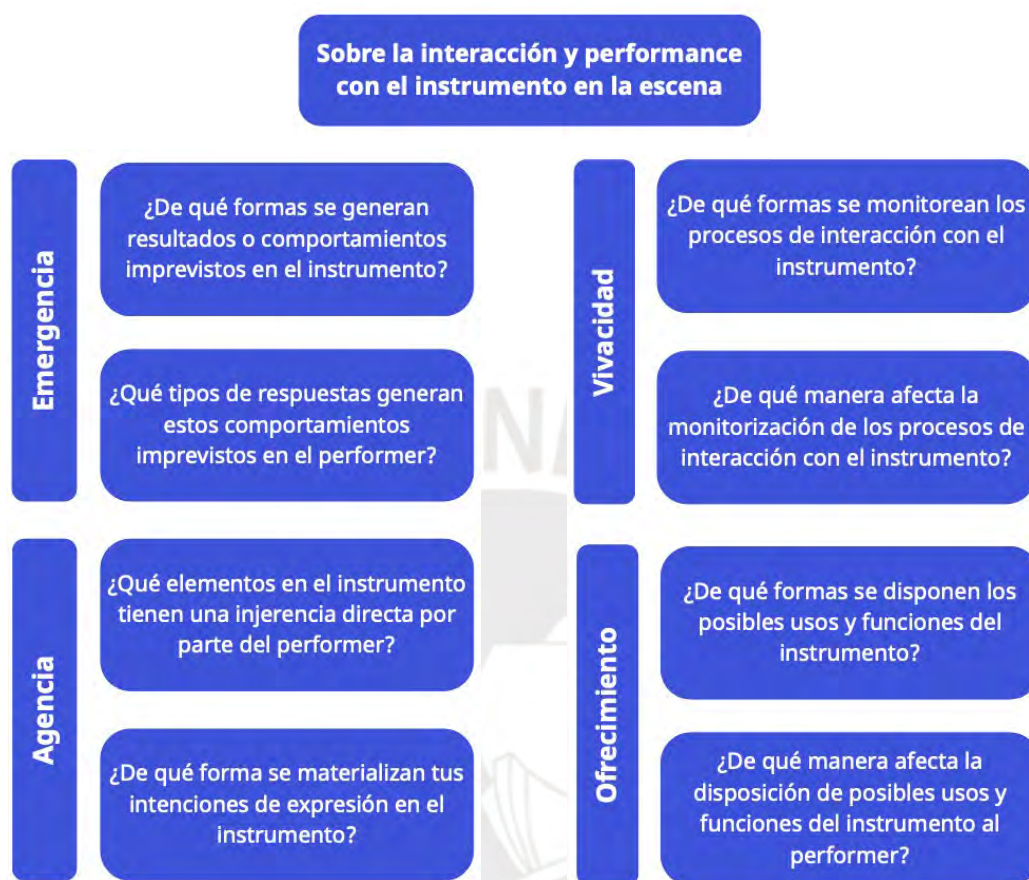 Sobre la interacción y performance
con el instrumento en la escena
Emergencia
¿De qué formas se generan
resultados o comportamientos
imprevistos en el instrumento?
¿Qué tipos de respuestas generan
estos comportamientos
imprevistos en el performer?
Vivacidad
¿De qué formas se monitorean los
procesos de interacción con el
instrumento?
¿De qué manera afecta la
monitorización de los procesos de
interacción con el instrumento?
Agencia
¿Qué elementos en el instrumento
tienen una injerencia directa por
parte del performer?
¿De qué forma se materializan tus
intenciones de expresión en el
instrumento?
Ofrecimiento
¿De qué formas se disponen los
posibles usos y funciones del
instrumento?
¿De qué manera afecta la
disposición de posibles usos y
funciones del instrumento al
performer?